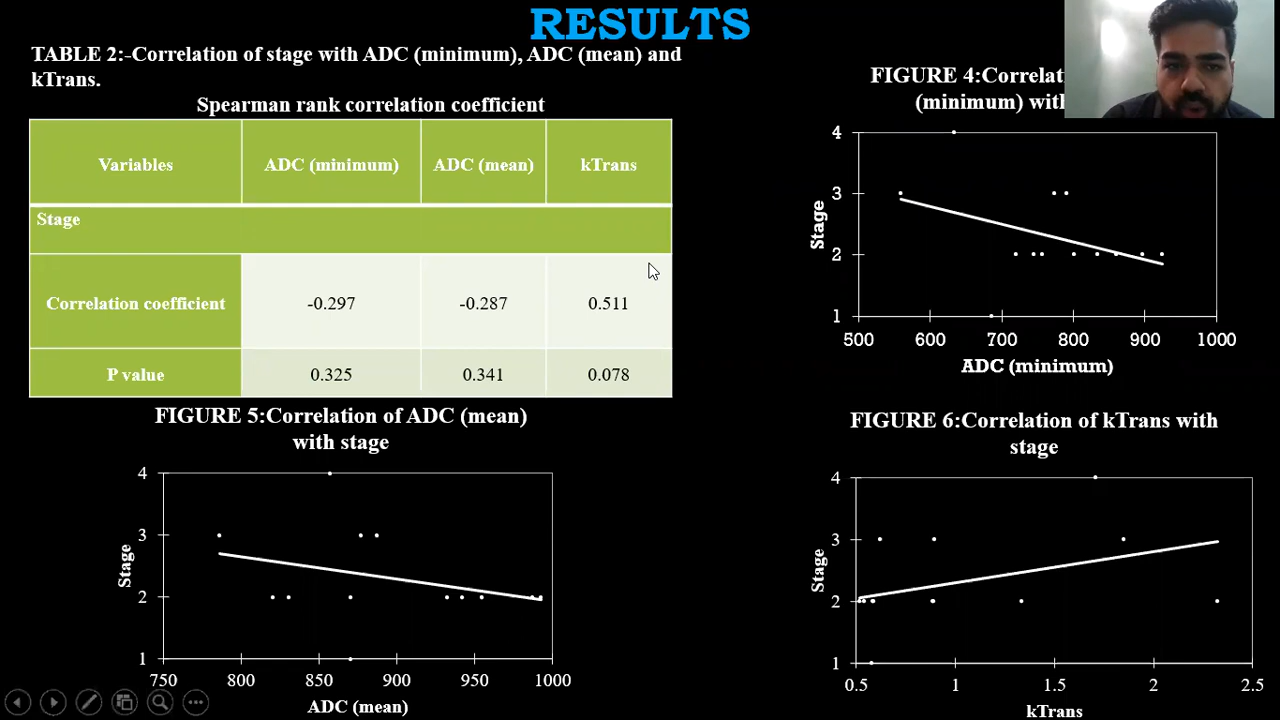 RESULTS
TABLE 2:-Correlation of stage with ADC (minimum), ADC (mean) and
kTrans.
Spearman rank correlation coefficient
Variables ADC (minimum) ADC (mean) kTrans
Stage
Correlation coefficient -0.297 -0.287 0.511
P value 0.325 0.341 0.078
FIGURE 4:
(minimum)
4
3
2
1
Stage
500 600 700 800 900 1000
ADC (minimum)
FIGURE 5:Correlation of ADC (mean)
with stage
4
3
2
1
Stage
750 800 850 900 950 1000
ADC (mean)
FIGURE 6:Correlation of kTrans with
stage
4
3
2
1
Stage
0.5 1 1.5 2 2.5
kTrans